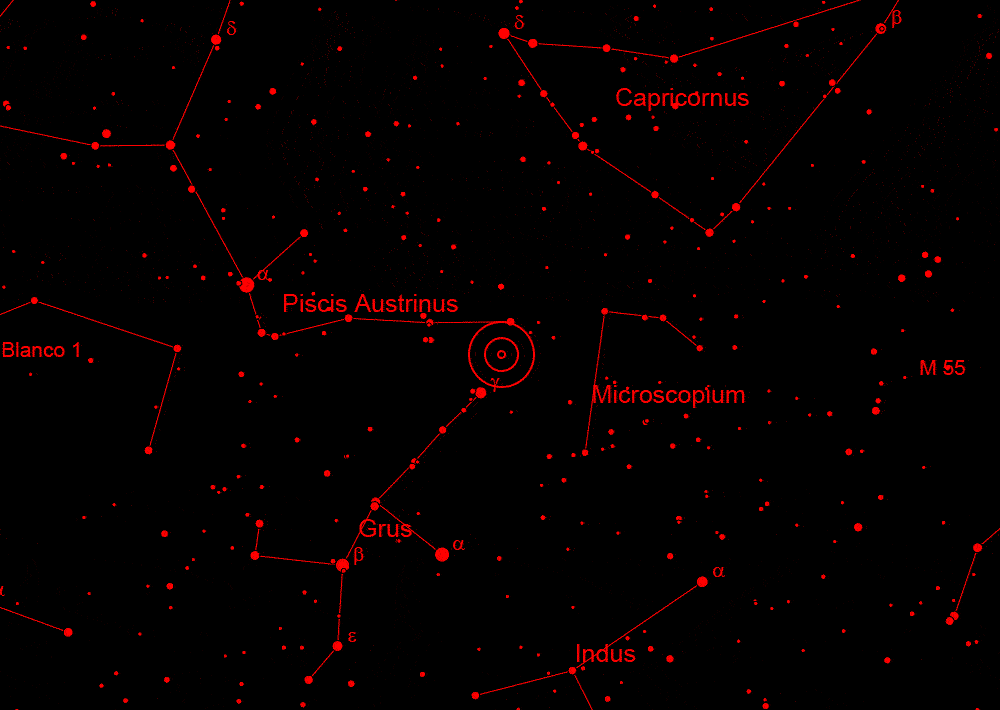 δ
δ
β
Capricornus
α
Piscis Austrinus
Blanco 1
M 55
γ
Microscopium
Grus
α
β
α
α
ε
Indus